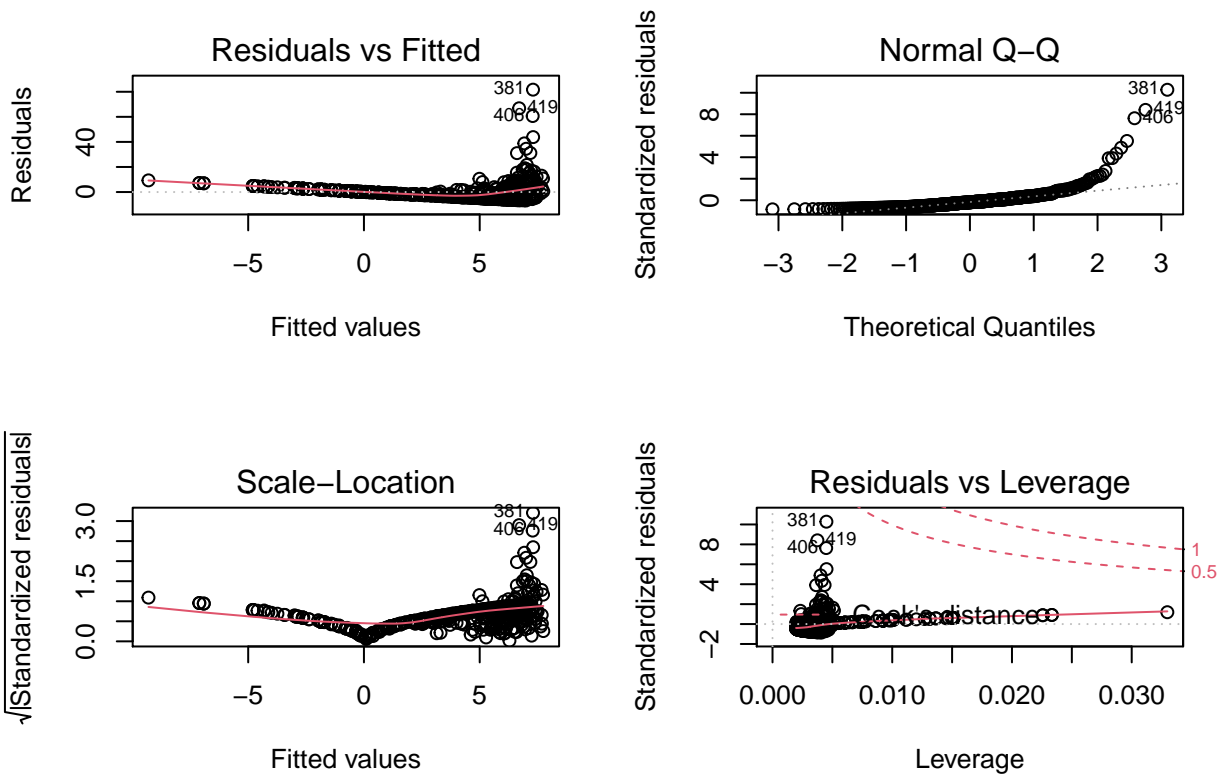 Residuals vs Fitted
Residuals
0 40
−5 0 5
Fitted values
381
419
406
Normal Q−Q
Standardized residuals
0 4 8
−3 −2 −1 0 1 2 3
Theoretical Quantiles
381
419
406
Scale−Location
√|Standardized residuals|
0.0 1.5 3.0
−5 0 5
Fitted values
381
419
406
Residuals vs Leverage
Standardized residuals
−2 4 8
0.000 0.010 0.020 0.030
Leverage
381
419
406
Cook's distance
1
0.5